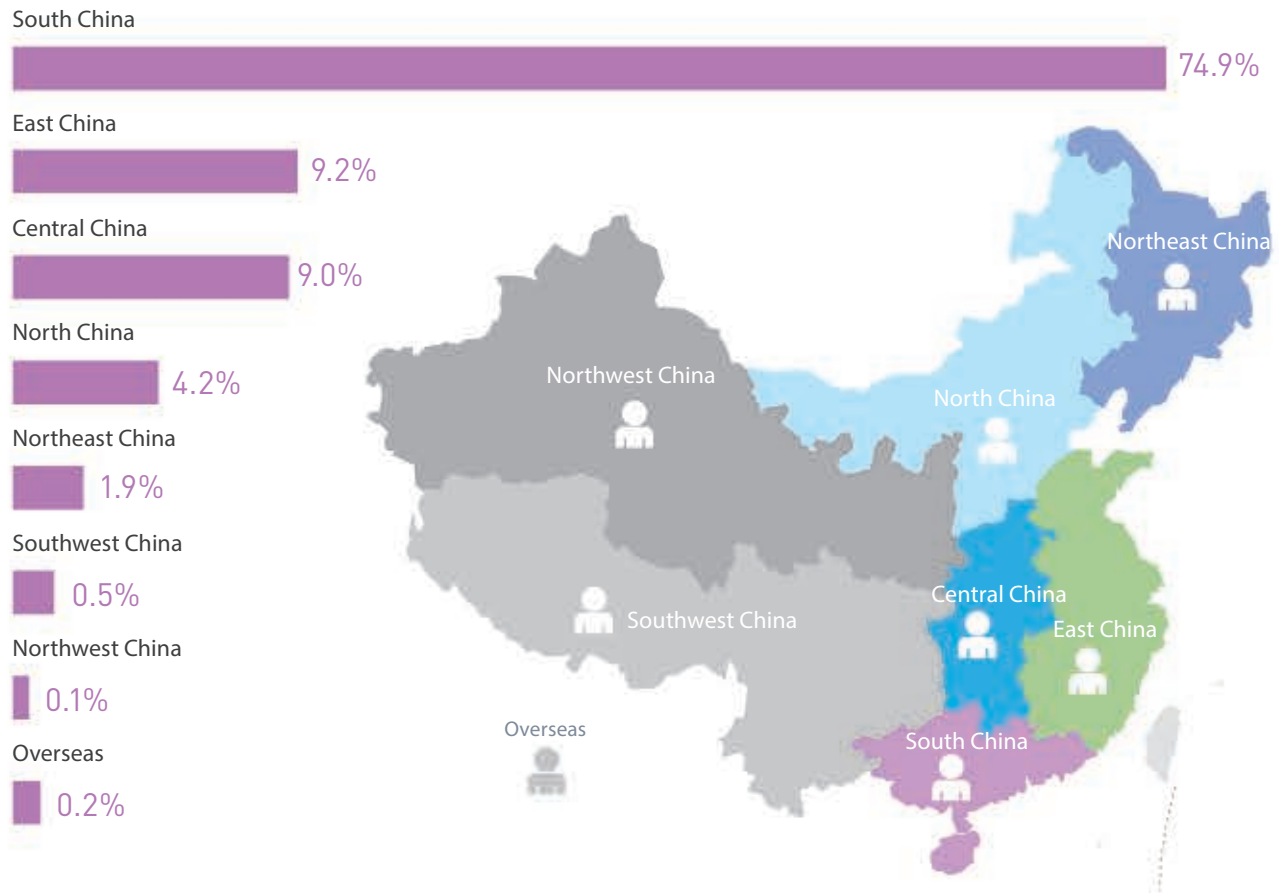 South China
74.9%
East China
9.2%
Central China
9.0%
North China
4.2%
Northeast China
1.9%
Southwest China
0.5%
Northwest China
0.1%
Overseas
0.2%
Northeast China
Northwest China
North China
Central China
Southwest China
East China
Overseas
South China